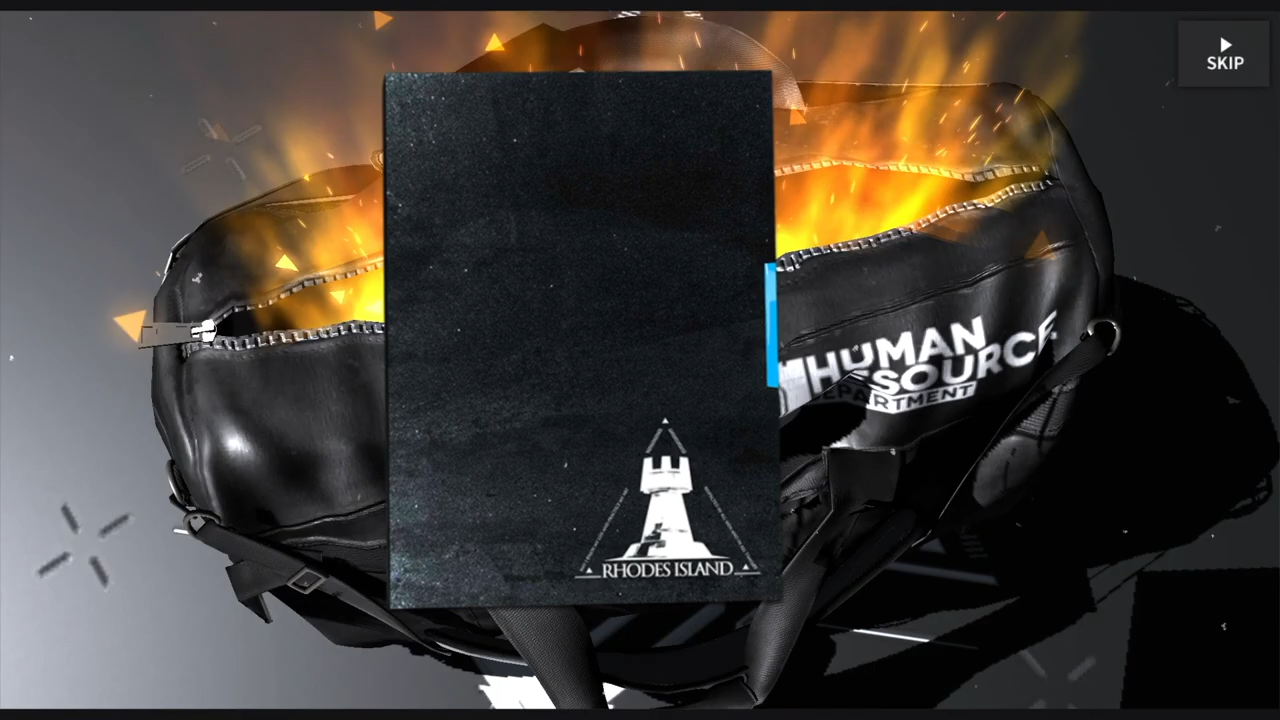 SKIP
HUMAN
RESOURCE
DEPARTMENT
RHODES ISLAND